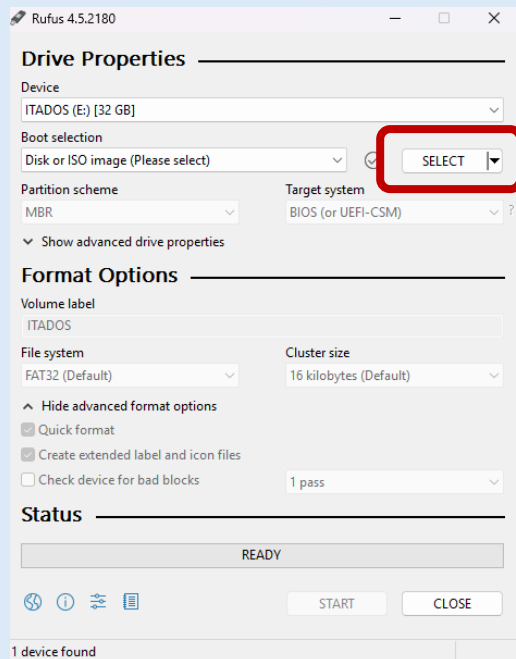 Rufus 4.5.2180
Drive Properties
Device
ITADOS (E:) [32 GB]
Boot selection
Disk or ISO image (Please select)
SELECT
Partition scheme
Target system
MBR
BIOS (or UEFI-CSM)
?
Show advanced drive properties
Format Options
Volume label
ITADOS
File system
Cluster size
FAT32 (Default)
16 kilobytes (Default)
Hide advanced format options
Quick format
Create extended label and icon files
Check device for bad blocks
1 pass
Status
READY
START
CLOSE
1 device found